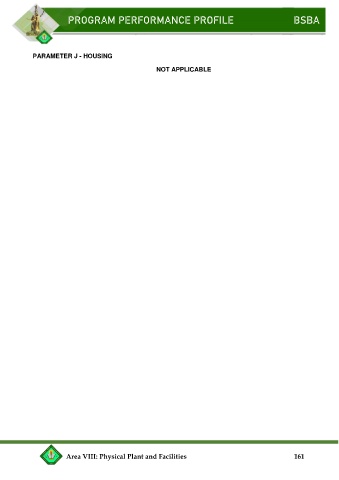 PROGRAM PERFORMANCE PROFILE BSBA
PARAMETER J - HOUSING
NOT APPLICABLE
Area VIII: Physical Plant and Facilities 161